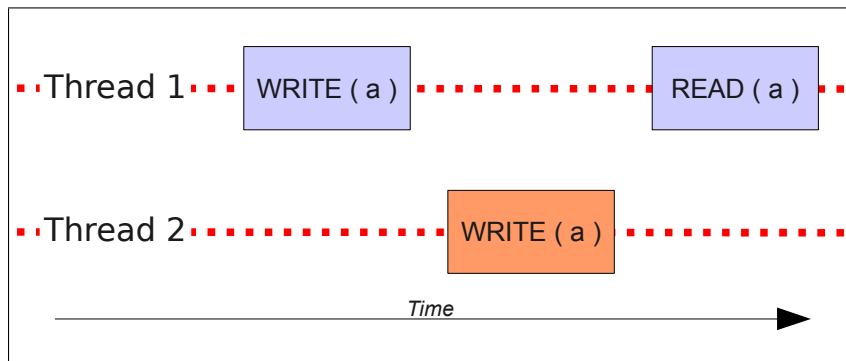 Thread 1 WRITE ( a ) READ ( a )
Thread 2 WRITE ( a )
Time